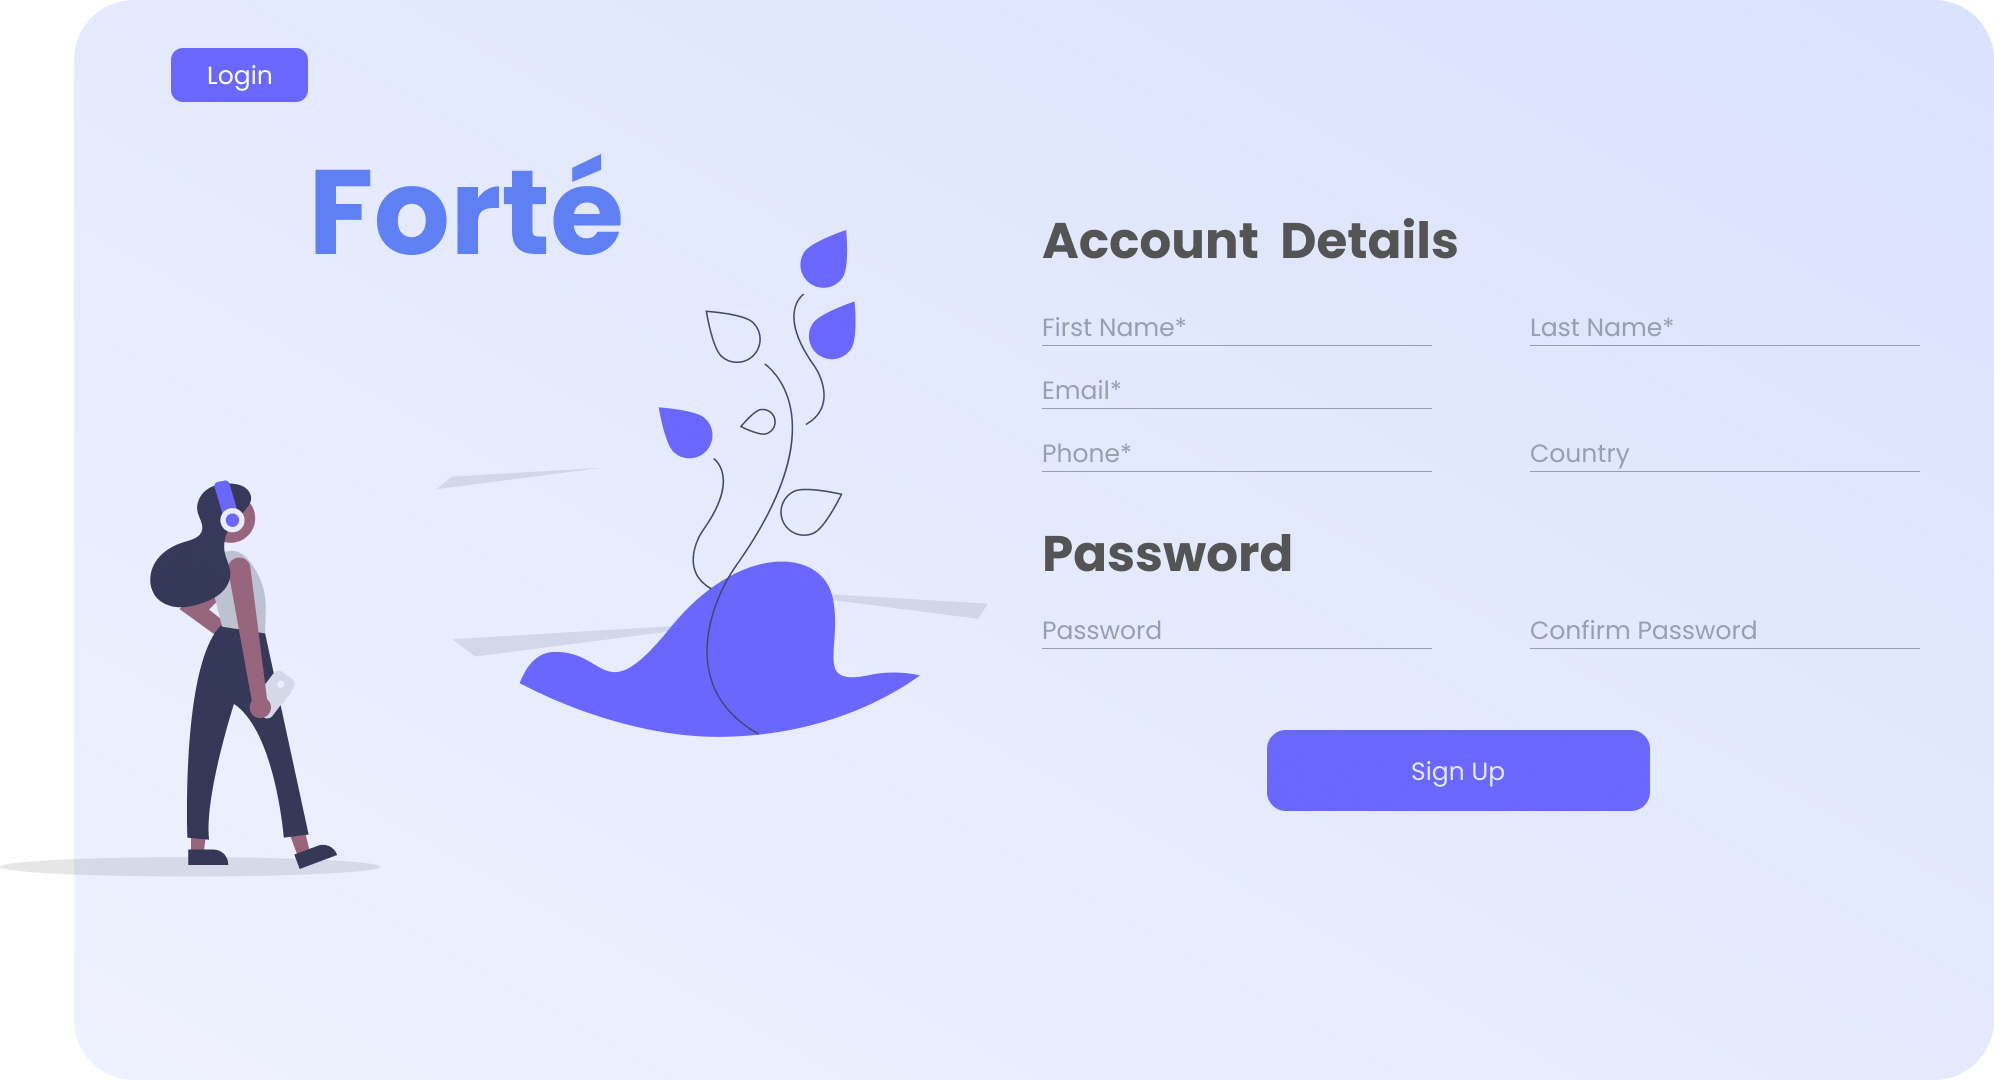 Login
Forté
Account Details
First Name*
Last Name*
Email*
Phone*
Country
Password
Password
Confirm Password
Sign Up